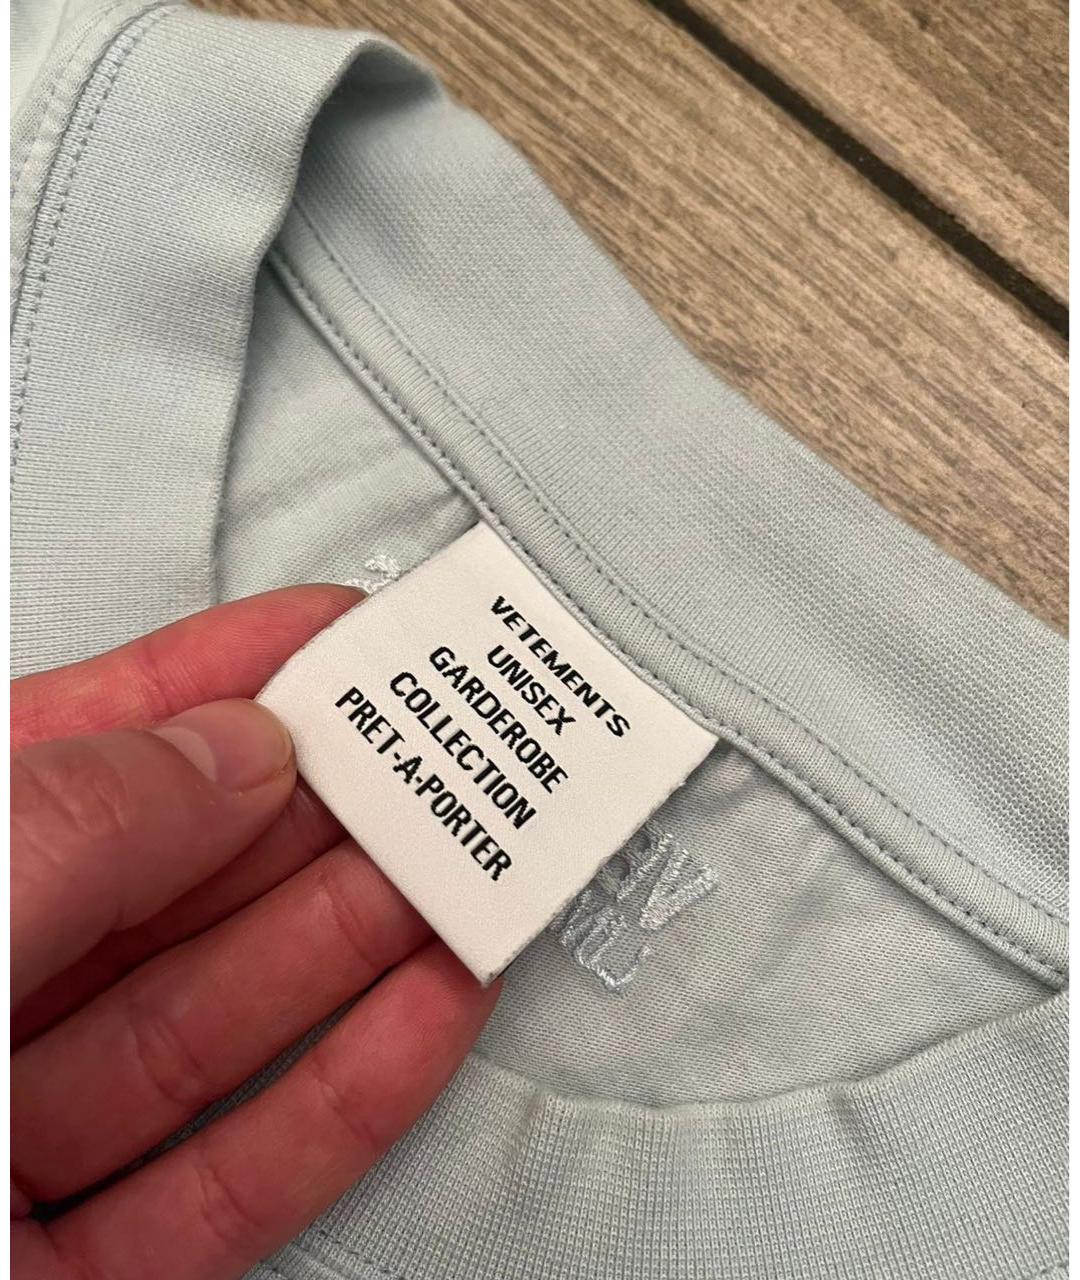 VETEMENTS
UNISEX
GARDEROBE
COLLECTION
PRET-A-PORTER